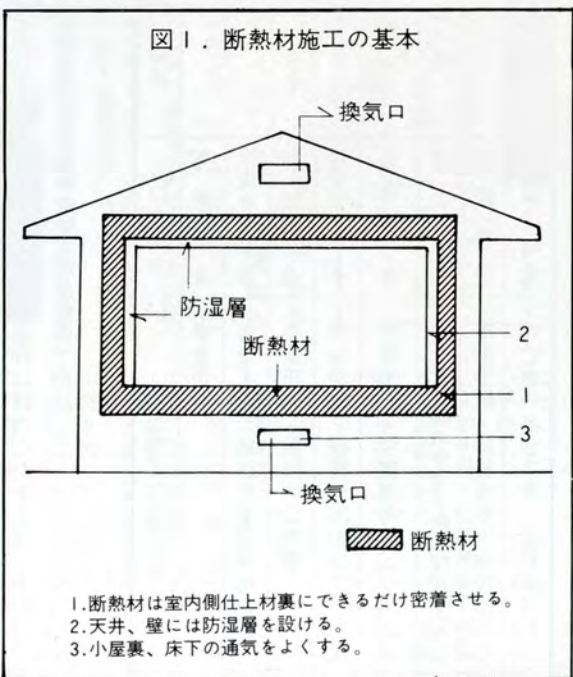 図1. 断熱材施工の基本
換気口
防湿層
断熱材
2
1
3
換気口
断熱材
1.断熱材は室内側仕上材裏にできるだけ密着させる。
2.天井、壁には防湿層を設ける。
3.小屋裏、床下の通気をよくする。